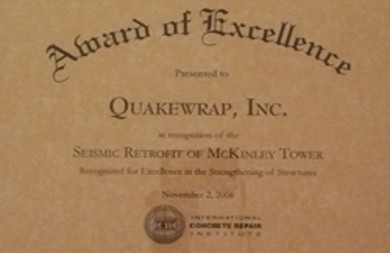 Award of Excellence
Presented to
QUAKEWRAP, INC.
in recognition of the
SEISMIC RETROFIT OF MCKINLEY TOWER
Recognized for Excellence in the Strengthening of Structures
November 2, 2006
INTERNATIONAL
CONCRETE REPAIR
INSTITUTE